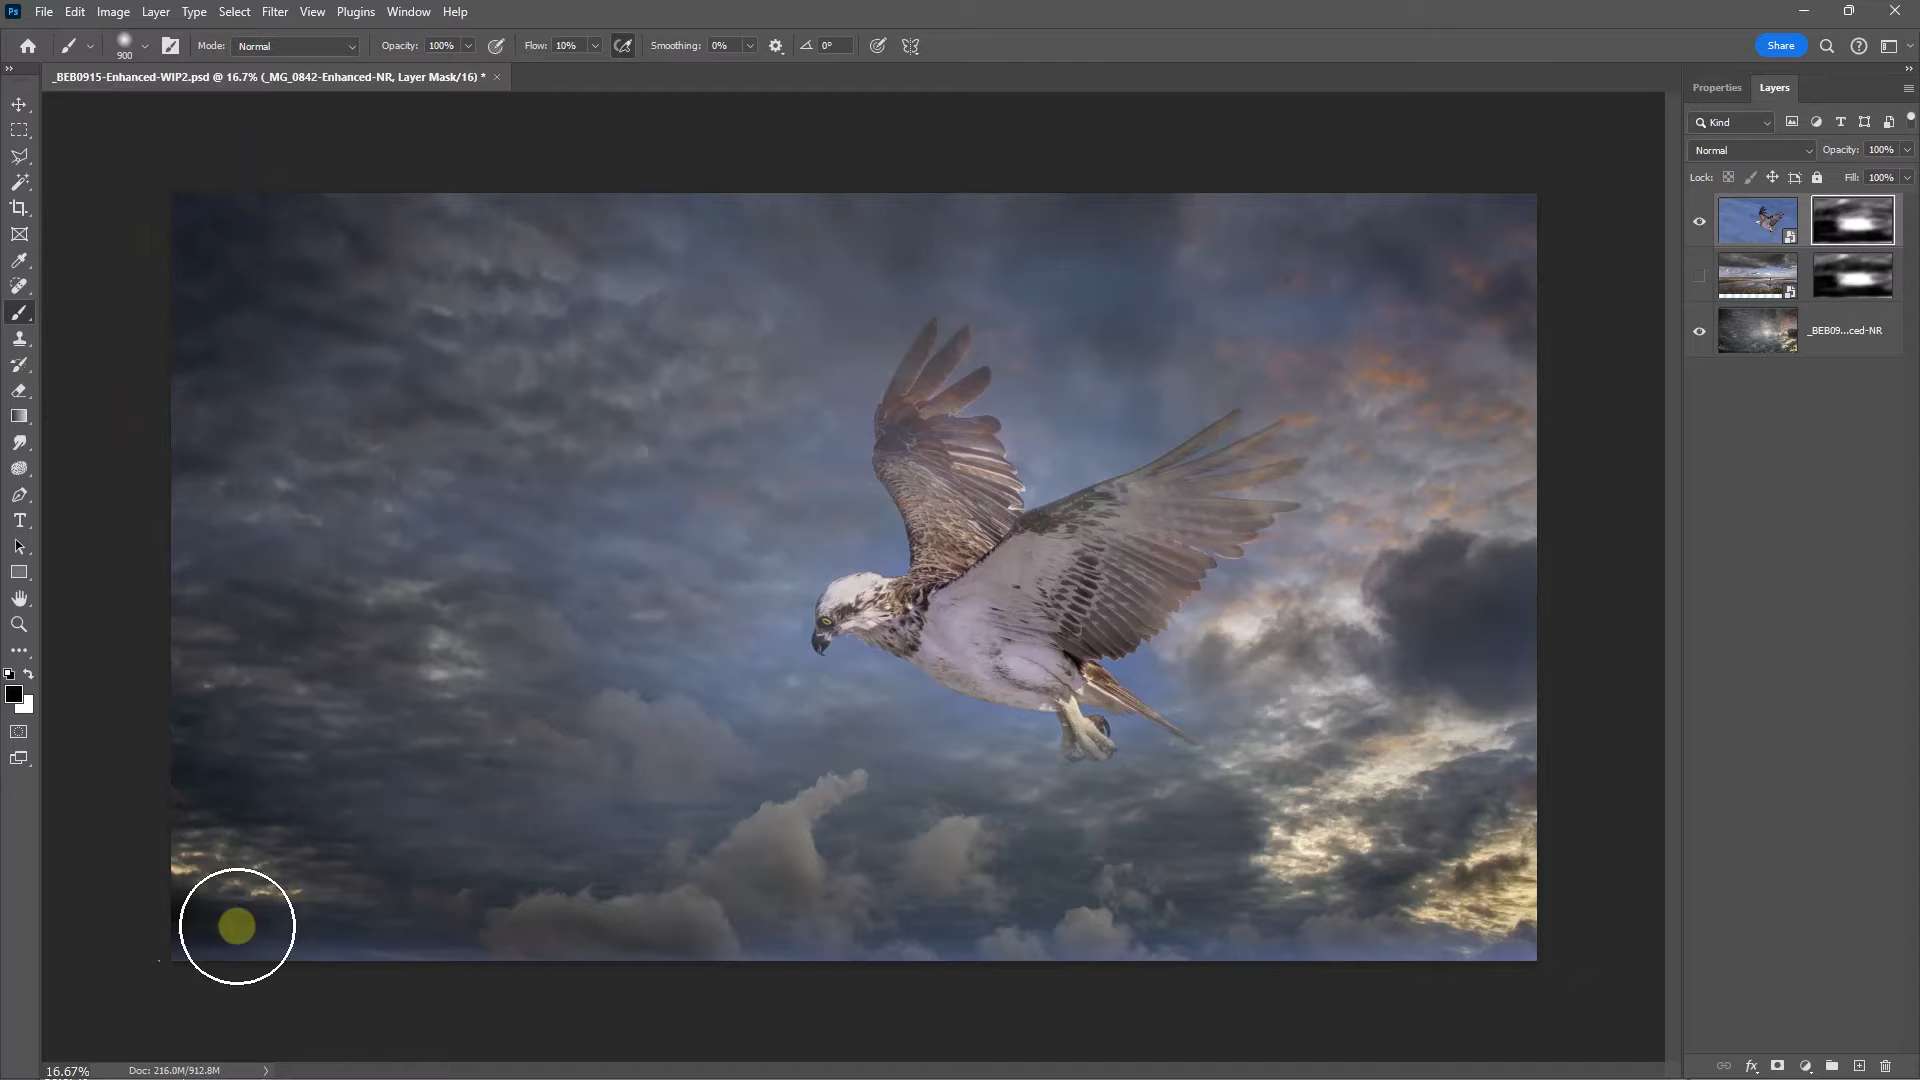 Ps File Edit Image Layer Type Select Filter View Plugins Window Help
900 Mode: Normal Opacity: 100% Flow: 10% Smoothing: 0% 0° Share
_BEB0915-Enhanced-WIP2.psd @ 16.7% (_MG_0842-Enhanced-NR, Layer Mask/16) *
Properties Layers
Kind
Normal Opacity: 100%
Lock: Fill: 100%
_BEB09...ced-NR
16.67% Doc: 216.0M/912.8M